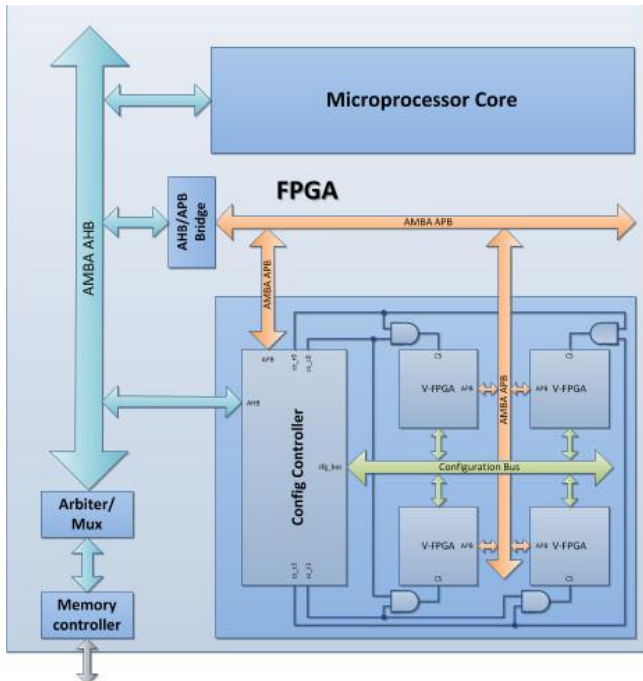 Microprocessor Core
FPGA
AHB/APB
Bridge
AMBA APB
AMBA AHB
AMBA APB
APB
CS
CS
V-FPGA
APB
APB
V-FPGA
AMBA APB
AHB
Config Controller
cfg_bus
Configuration Bus
Arbiter/
Mux
V-FPGA
APB
APB
V-FPGA
CS
CS
Memory
controller